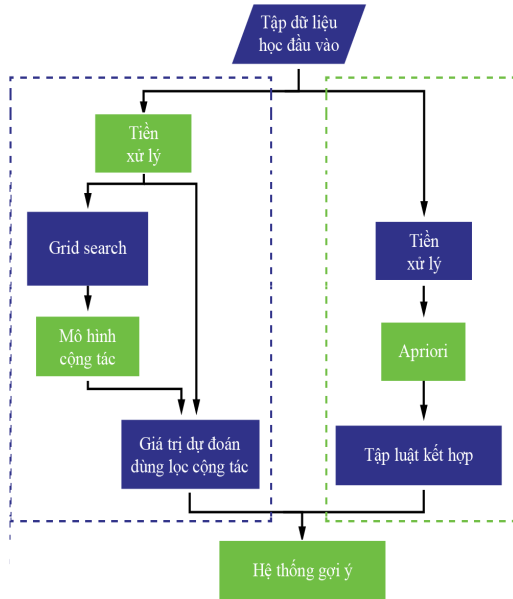 Tập dữ liệu
học đầu vào
Tiền
xử lý
Grid search
Mô hình
cộng tác
Giá trị dự đoán
dùng lọc cộng tác
Tiền
xử lý
Apriori
Tập luật kết hợp
Hệ thống gợi ý